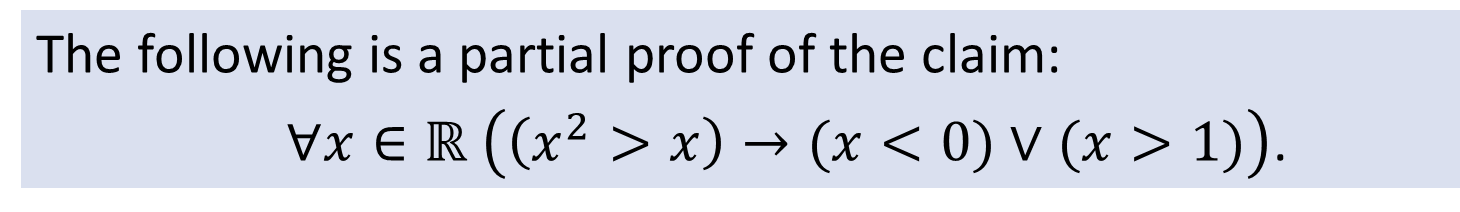 The following is a partial proof of the claim:
∀𝑥 ∈ ℝ ((𝑥² > 𝑥) → (𝑥 < 0) ∨ (𝑥 > 1)).